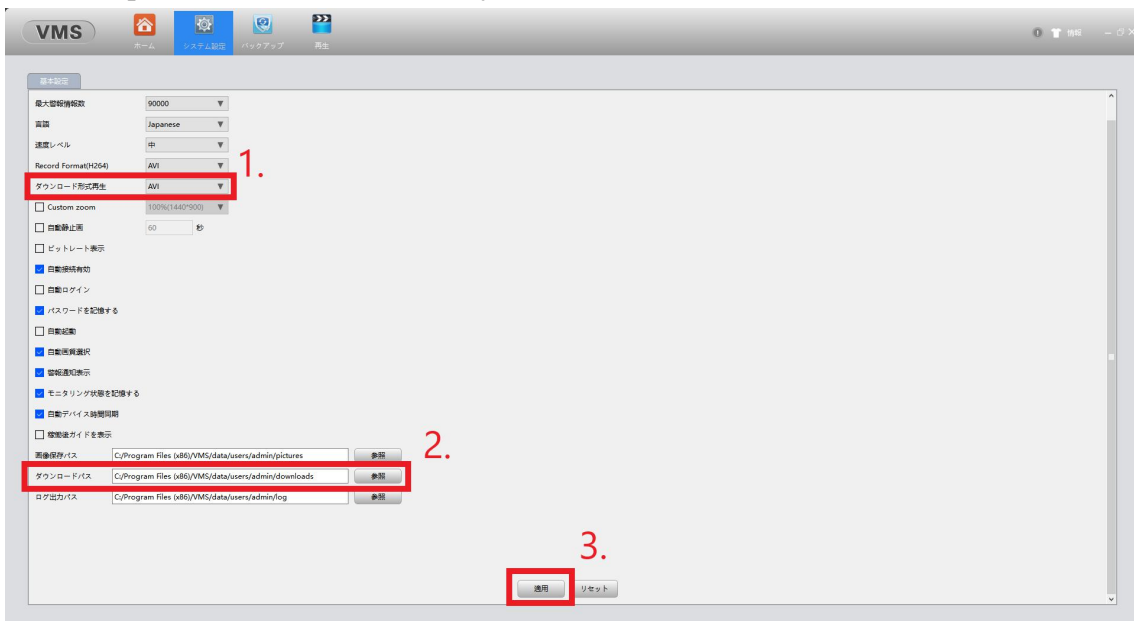 VMS
ホーム システム設定 バックアップ 再生
情報
基本設定
最大警報情報数 90000
言語 Japanese
速度レベル 中
Record Format(H264) AVI
1.
ダウンロード形式再生 AVI
Custom zoom 100%(1440*900)
自動静止画 60 秒
ビットレート表示
自動接続有効
自動ログイン
パスワードを記憶する
自動起動
自動画質選択
警報通知表示
モニタリング状態を記憶する
自動デバイス時間同期
稼働後ガイドを表示
2.
画像保存パス C:/Program Files (x86)/VMS/data/users/admin/pictures 参照
ダウンロードパス C:/Program Files (x86)/VMS/data/users/admin/downloads 参照
ログ出力パス C:/Program Files (x86)/VMS/data/users/admin/log 参照
3.
適用 リセット